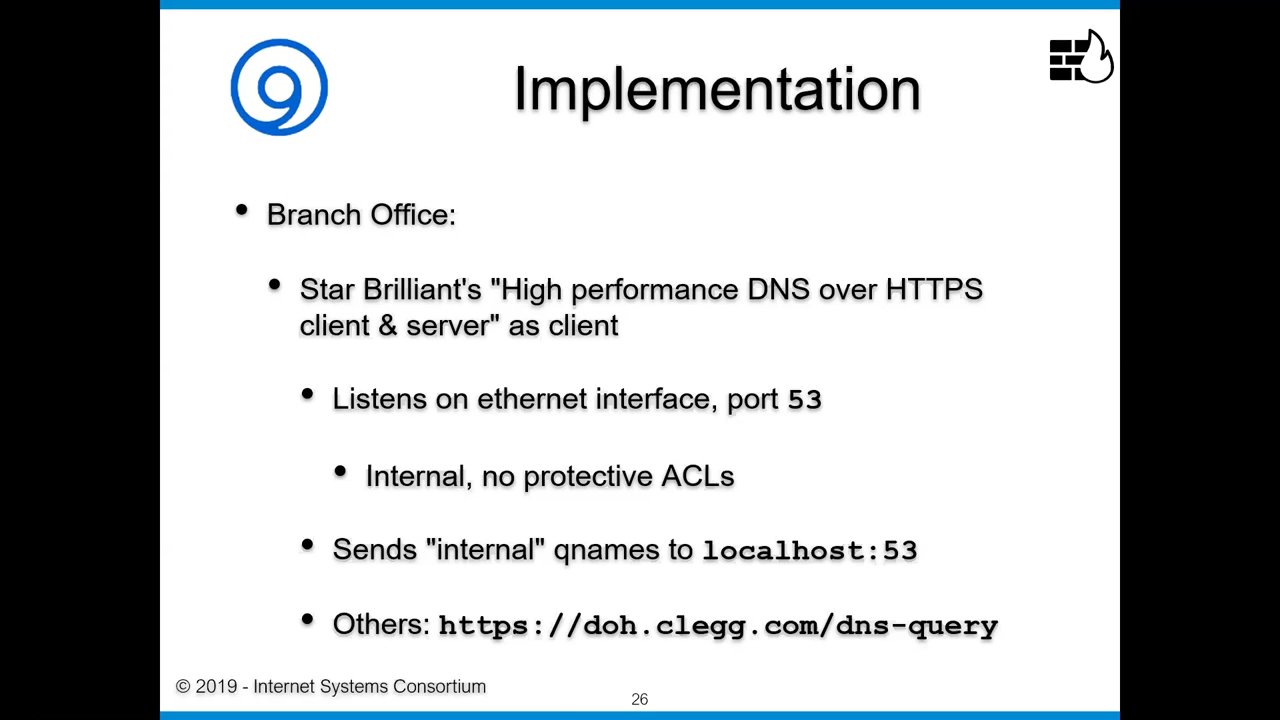 Implementation
• Branch Office:
• Star Brilliant's "High performance DNS over HTTPS
client & server" as client
• Listens on ethernet interface, port 53
• Internal, no protective ACLs
• Sends "internal" qnames to localhost:53
• Others: https://doh.clegg.com/dns-query
© 2019 - Internet Systems Consortium
26